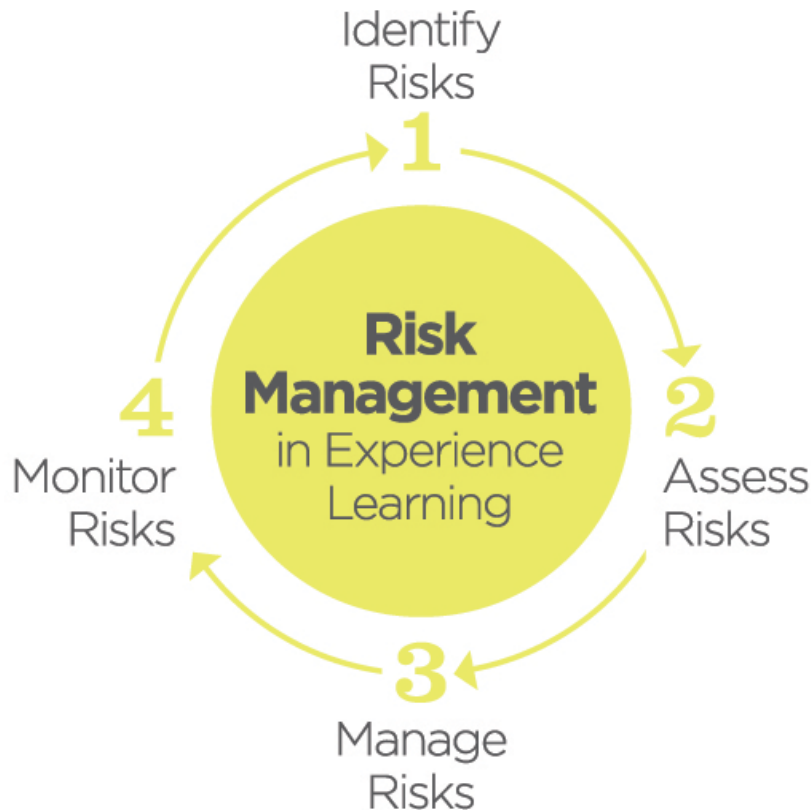 Identify
Risks
1
Risk
Management
in Experience
Learning
2
Assess
Risks
3
Manage
Risks
4
Monitor
Risks